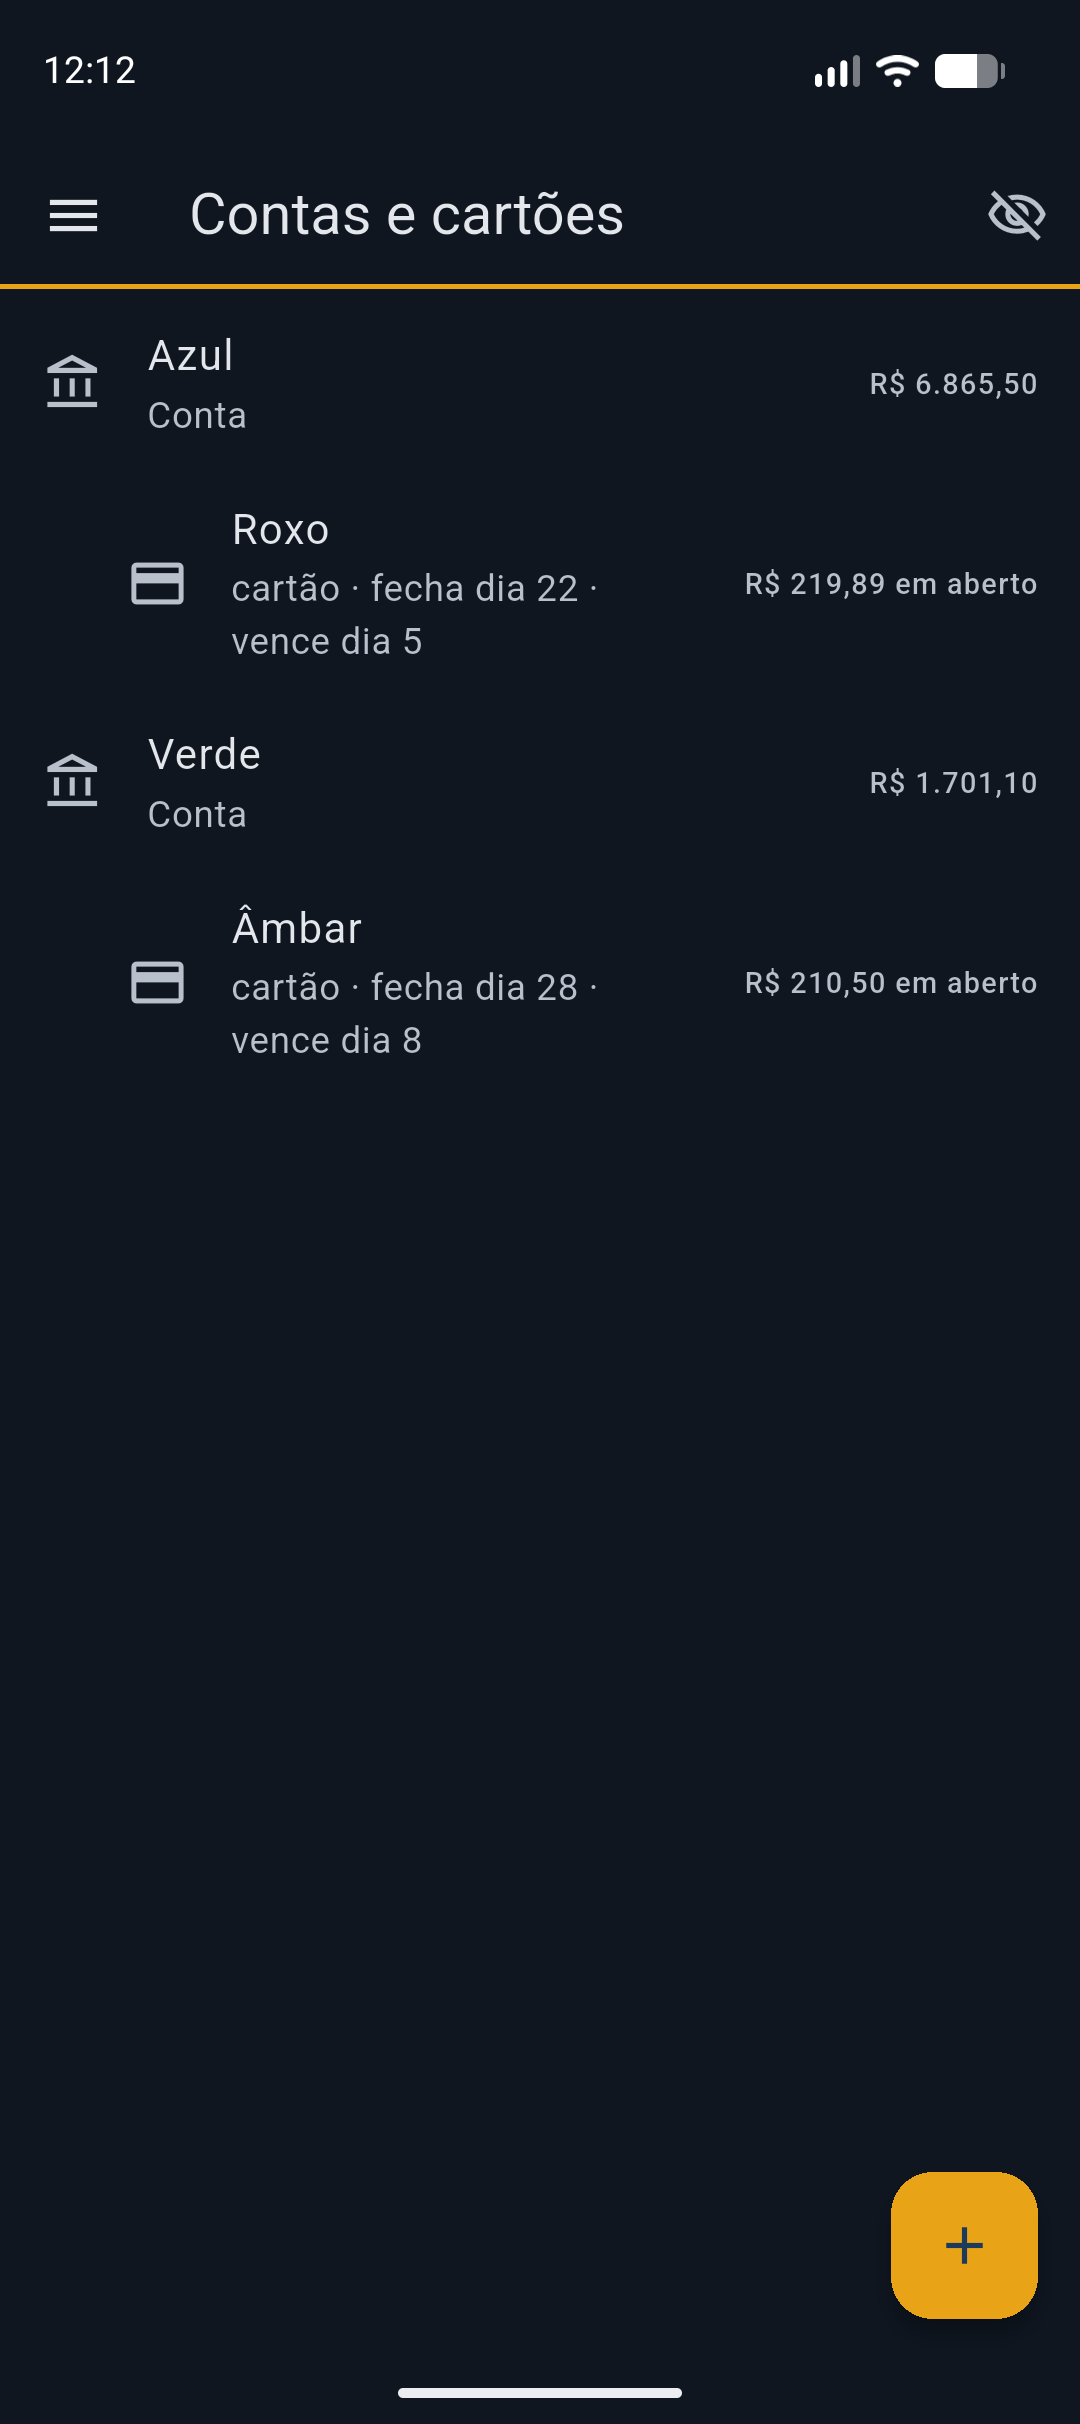 12:12
Contas e cartões
Azul
Conta
R$ 6.865,50
Roxo
cartão · fecha dia 22 ·
vence dia 5
R$ 219,89 em aberto
Verde
Conta
R$ 1.701,10
Âmbar
cartão · fecha dia 28 ·
vence dia 8
R$ 210,50 em aberto